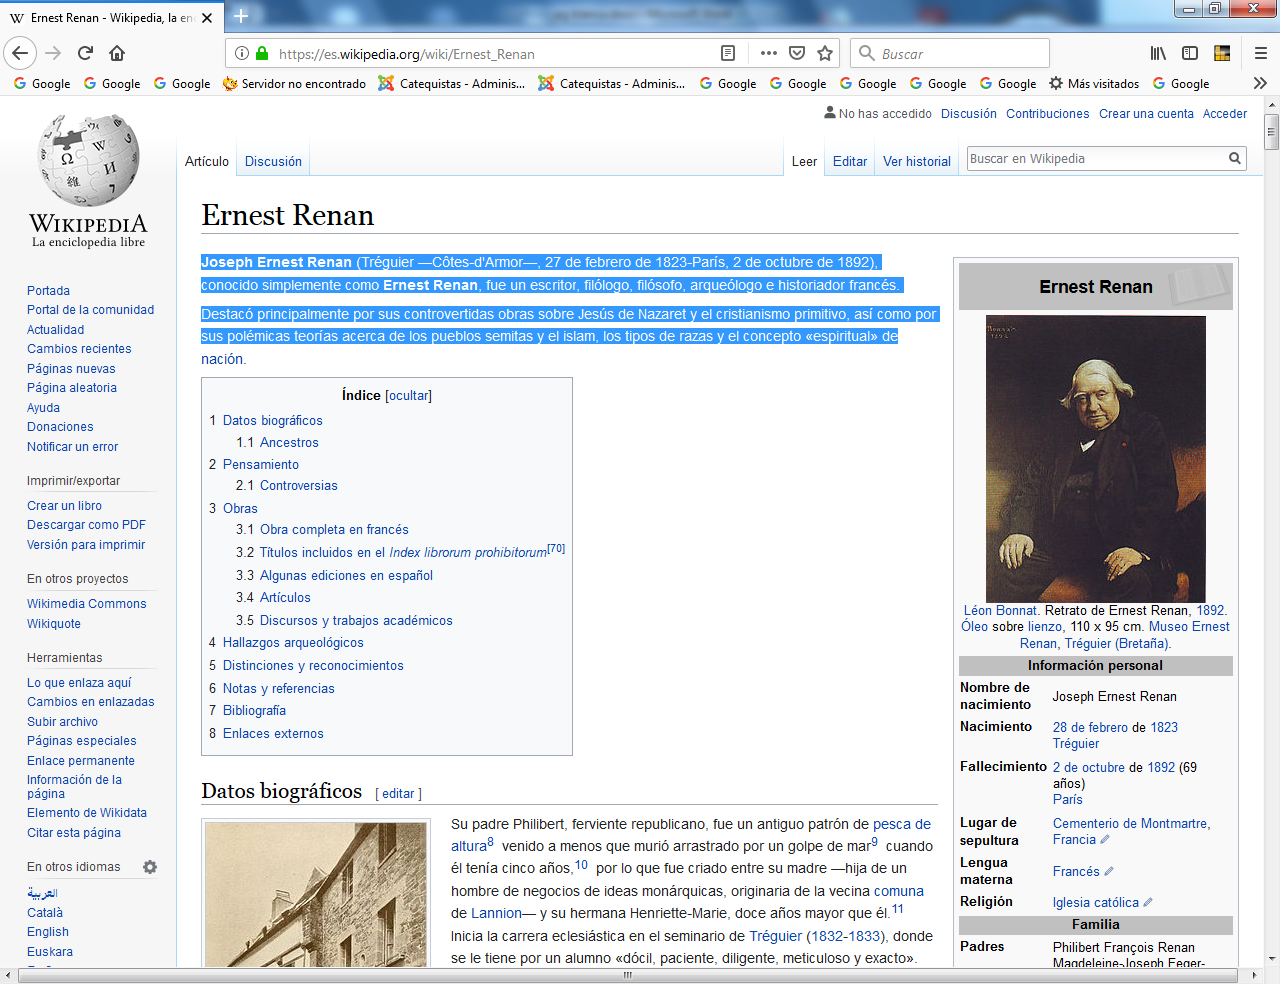 Ernest Renan - Wikipedia, la en
https://es.wikipedia.org/wiki/Ernest_Renan
Buscar
Google
Google
Google
Servidor no encontrado
Catequistas - Adminis...
Catequistas - Adminis...
Google
Google
Google
Google
Google
Más visitados
Google
No has accedido Discusión Contribuciones Crear una cuenta Acceder
Artículo Discusión Leer Editar Ver historial Buscar en Wikipedia
WIKIPEDIA
La enciclopedia libre
Portada
Portal de la comunidad
Actualidad
Cambios recientes
Páginas nuevas
Página aleatoria
Ayuda
Donaciones
Notificar un error
Imprimir/exportar
Crear un libro
Descargar como PDF
Versión para imprimir
En otros proyectos
Wikimedia Commons
Wikiquote
Herramientas
Lo que enlaza aquí
Cambios en enlazadas
Subir archivo
Páginas especiales
Enlace permanente
Información de la
página
Elemento de Wikidata
Citar esta página
En otros idiomas
العربية
Català
English
Euskara
Ernest Renan
Joseph Ernest Renan (Tréguier —Côtes-d'Armor—, 27 de febrero de 1823-París, 2 de octubre de 1892),
conocido simplemente como Ernest Renan, fue un escritor, filólogo, filósofo, arqueólogo e historiador francés.
Destacó principalmente por sus controvertidas obras sobre Jesús de Nazaret y el cristianismo primitivo, así como por
sus polémicas teorías acerca de los pueblos semitas y el islam, los tipos de razas y el concepto «espiritual» de
nación.
Índice [ocultar]
1 Datos biográficos
1.1 Ancestros
2 Pensamiento
2.1 Controversias
3 Obras
3.1 Obra completa en francés
3.2 Títulos incluidos en el Index librorum prohibitorum[70]
3.3 Algunas ediciones en español
3.4 Artículos
3.5 Discursos y trabajos académicos
4 Hallazgos arqueológicos
5 Distinciones y reconocimientos
6 Notas y referencias
7 Bibliografía
8 Enlaces externos
Datos biográficos [ editar ]
Su padre Philibert, ferviente republicano, fue un antiguo patrón de pesca de
altura8 venido a menos que murió arrastrado por un golpe de mar9 cuando
él tenía cinco años,10 por lo que fue criado entre su madre —hija de un
hombre de negocios de ideas monárquicas, originaria de la vecina comuna
de Lannion— y su hermana Henriette-Marie, doce años mayor que él.11
Inicia la carrera eclesiástica en el seminario de Tréguier (1832-1833), donde
se le tiene por un alumno «dócil, paciente, diligente, meticuloso y exacto».
Ernest Renan
Léon Bonnat. Retrato de Ernest Renan, 1892.
Óleo sobre lienzo, 110 x 95 cm. Museo Ernest
Renan, Tréguier (Bretaña).
Información personal
Nombre de
nacimiento
Joseph Ernest Renan
Nacimiento
28 de febrero de 1823
Tréguier
Fallecimiento
2 de octubre de 1892 (69
años)
París
Lugar de
sepultura
Cementerio de Montmartre,
Francia
Lengua
materna
Francés
Religión
Iglesia católica
Familia
Padres
Philibert François Renan
Magdeleine-Joseph Feger-